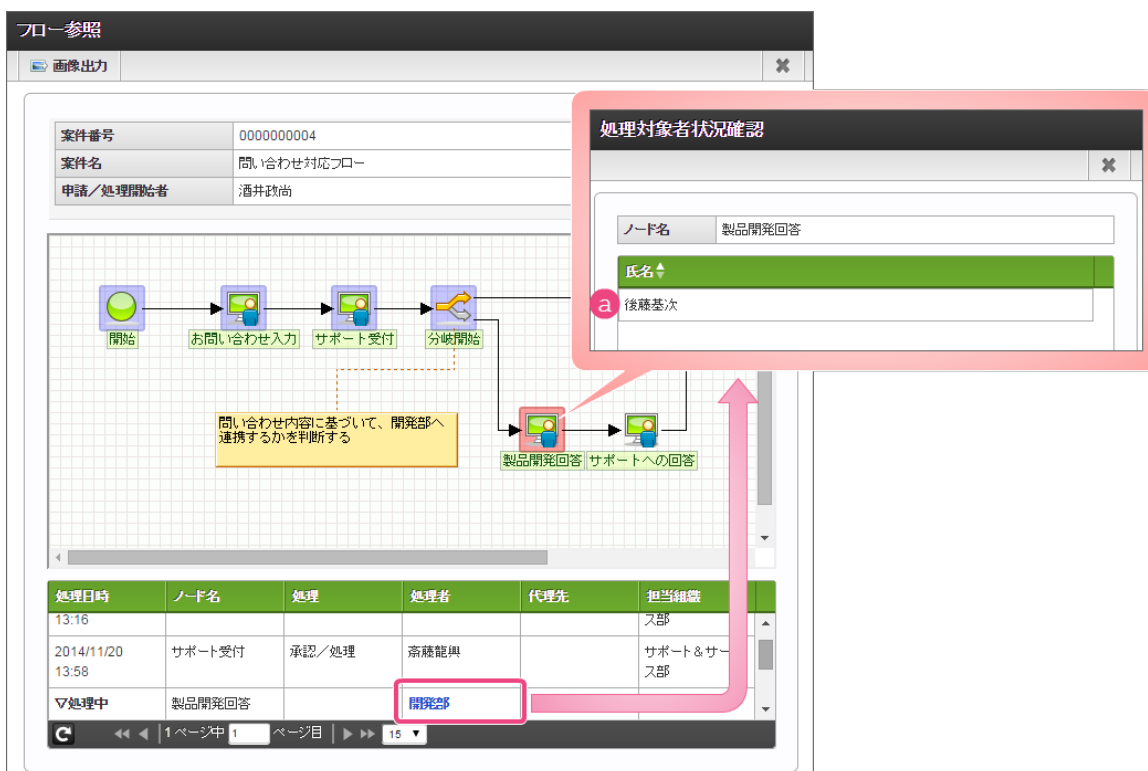 フロー参照
画像出力
案件番号 0000000004
案件名 問い合わせ対応フロー
申請／処理開始者 酒井政尚
開始
お問い合わせ入力
サポート受付
分岐開始
問い合わせ内容に基づいて、開発部へ
連携するかを判断する
製品開発回答
サポートへの回答
処理日時 ノード名 処理 処理者 代理先 担当組織
13:16 ス部
2014/11/20 サポート受付 承認／処理 斎藤龍興 サポート＆サー
13:58 ス部
▽処理中 製品開発回答 開発部
1 ページ中 1 ページ目 15
処理対象者状況確認
ノード名 製品開発回答
氏名
a 後藤基次